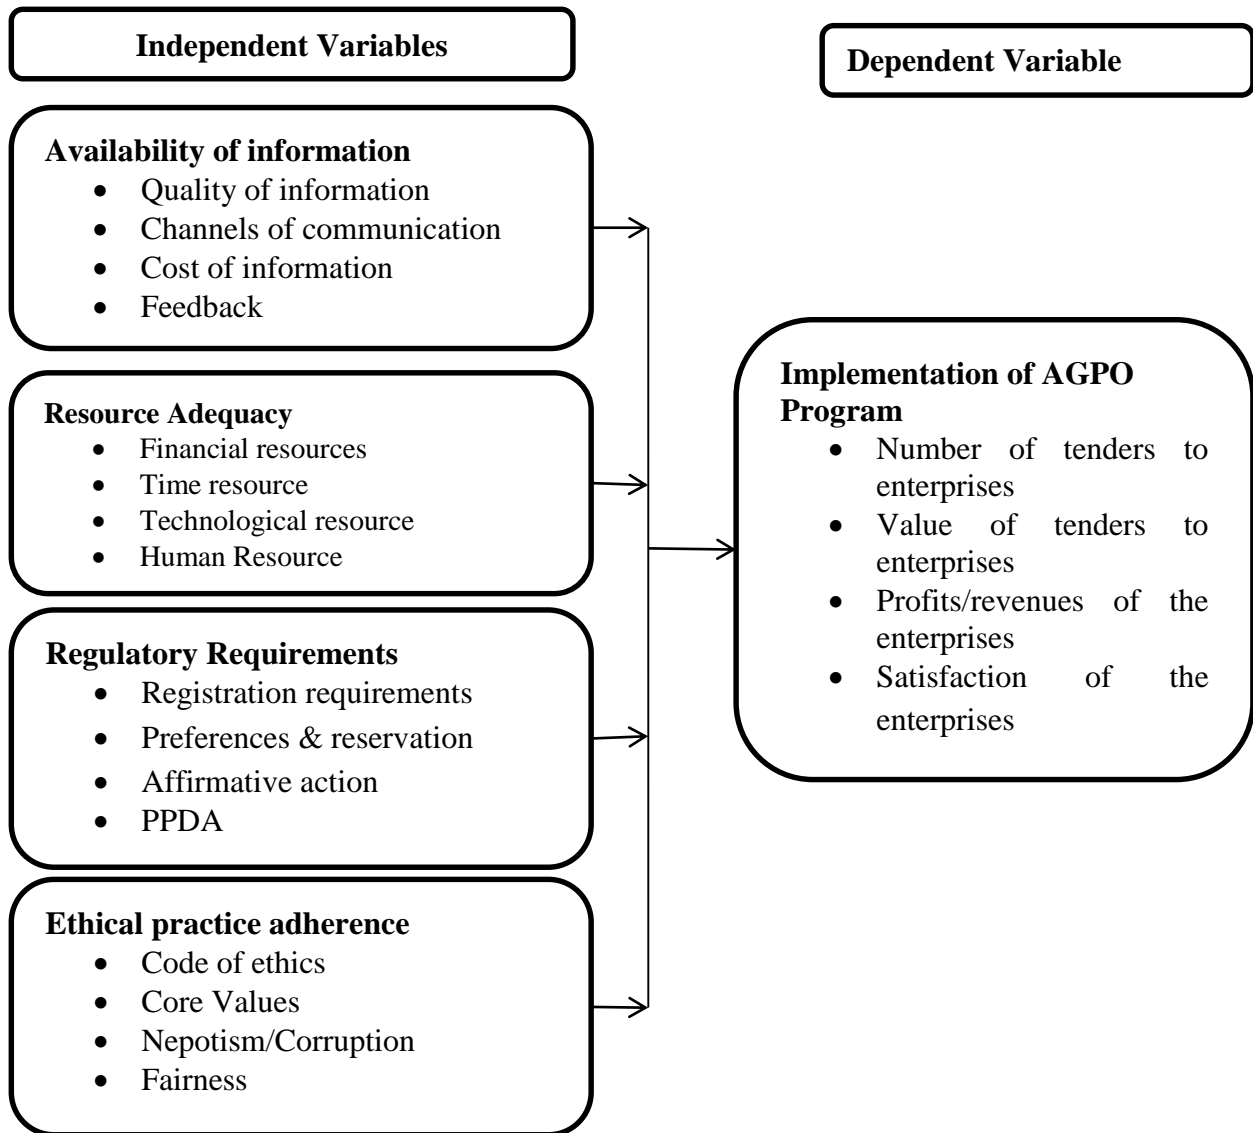 Independent Variables
Dependent Variable
Availability of information
• Quality of information
• Channels of communication
• Cost of information
• Feedback
Resource Adequacy
• Financial resources
• Time resource
• Technological resource
• Human Resource
Regulatory Requirements
• Registration requirements
• Preferences & reservation
• Affirmative action
• PPDA
Ethical practice adherence
• Code of ethics
• Core Values
• Nepotism/Corruption
• Fairness
Implementation of AGPO
Program
• Number of tenders to
enterprises
• Value of tenders to
enterprises
• Profits/revenues of the
enterprises
• Satisfaction of the
enterprises